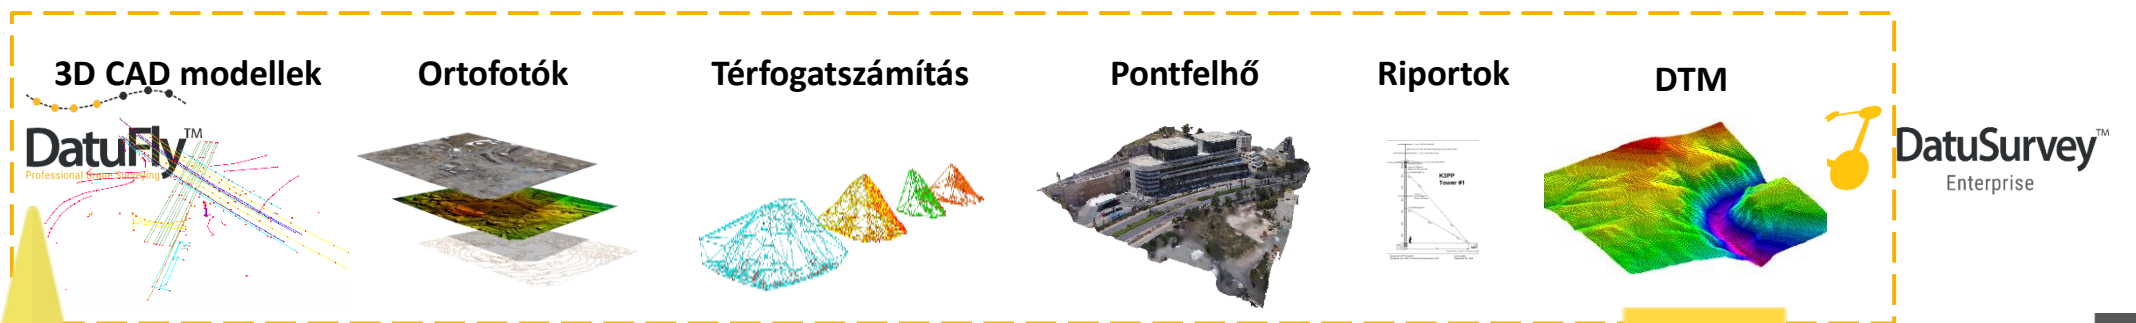 3D CAD modellek
Ortofotók
Térfogatszámítás
Pontfelhő
Riportok
DTM
DatuFly™
Professional Drone Surveying
K3PP
Tower #1
DatuSurvey™
Enterprise